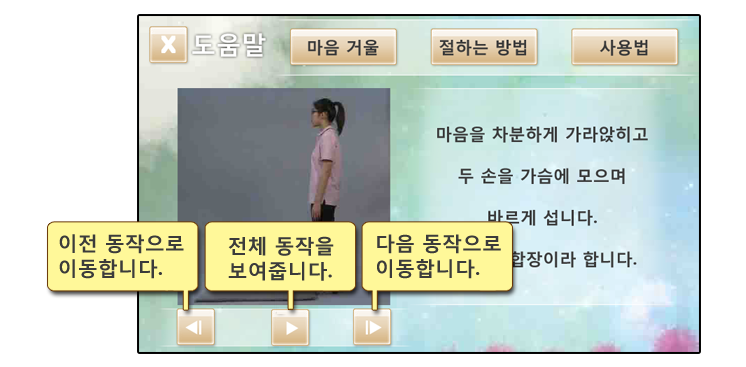 X 도움말 마음 거울 절하는 방법 사용법
마음을 차분하게 가라앉히고
두 손을 가슴에 모으며
바르게 섭니다.
합장이라 합니다.
이전 동작으로
이동합니다.
전체 동작을
보여줍니다.
다음 동작으로
이동합니다.